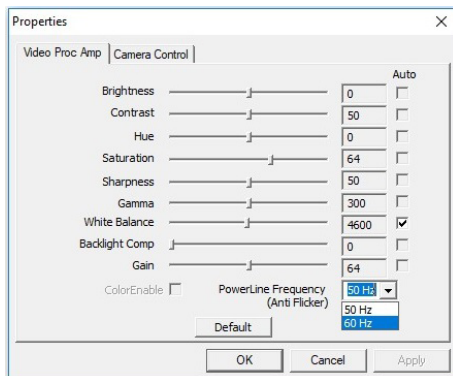 Properties
Video Proc Amp
Camera Control
Auto
Brightness 0
Contrast 50
Hue 0
Saturation 64
Sharpness 50
Gamma 300
White Balance 4600
Backlight Comp 0
Gain 64
ColorEnable PowerLine Frequency 50 Hz
(Anti Flicker) 50 Hz
60 Hz
Default
OK Cancel Apply